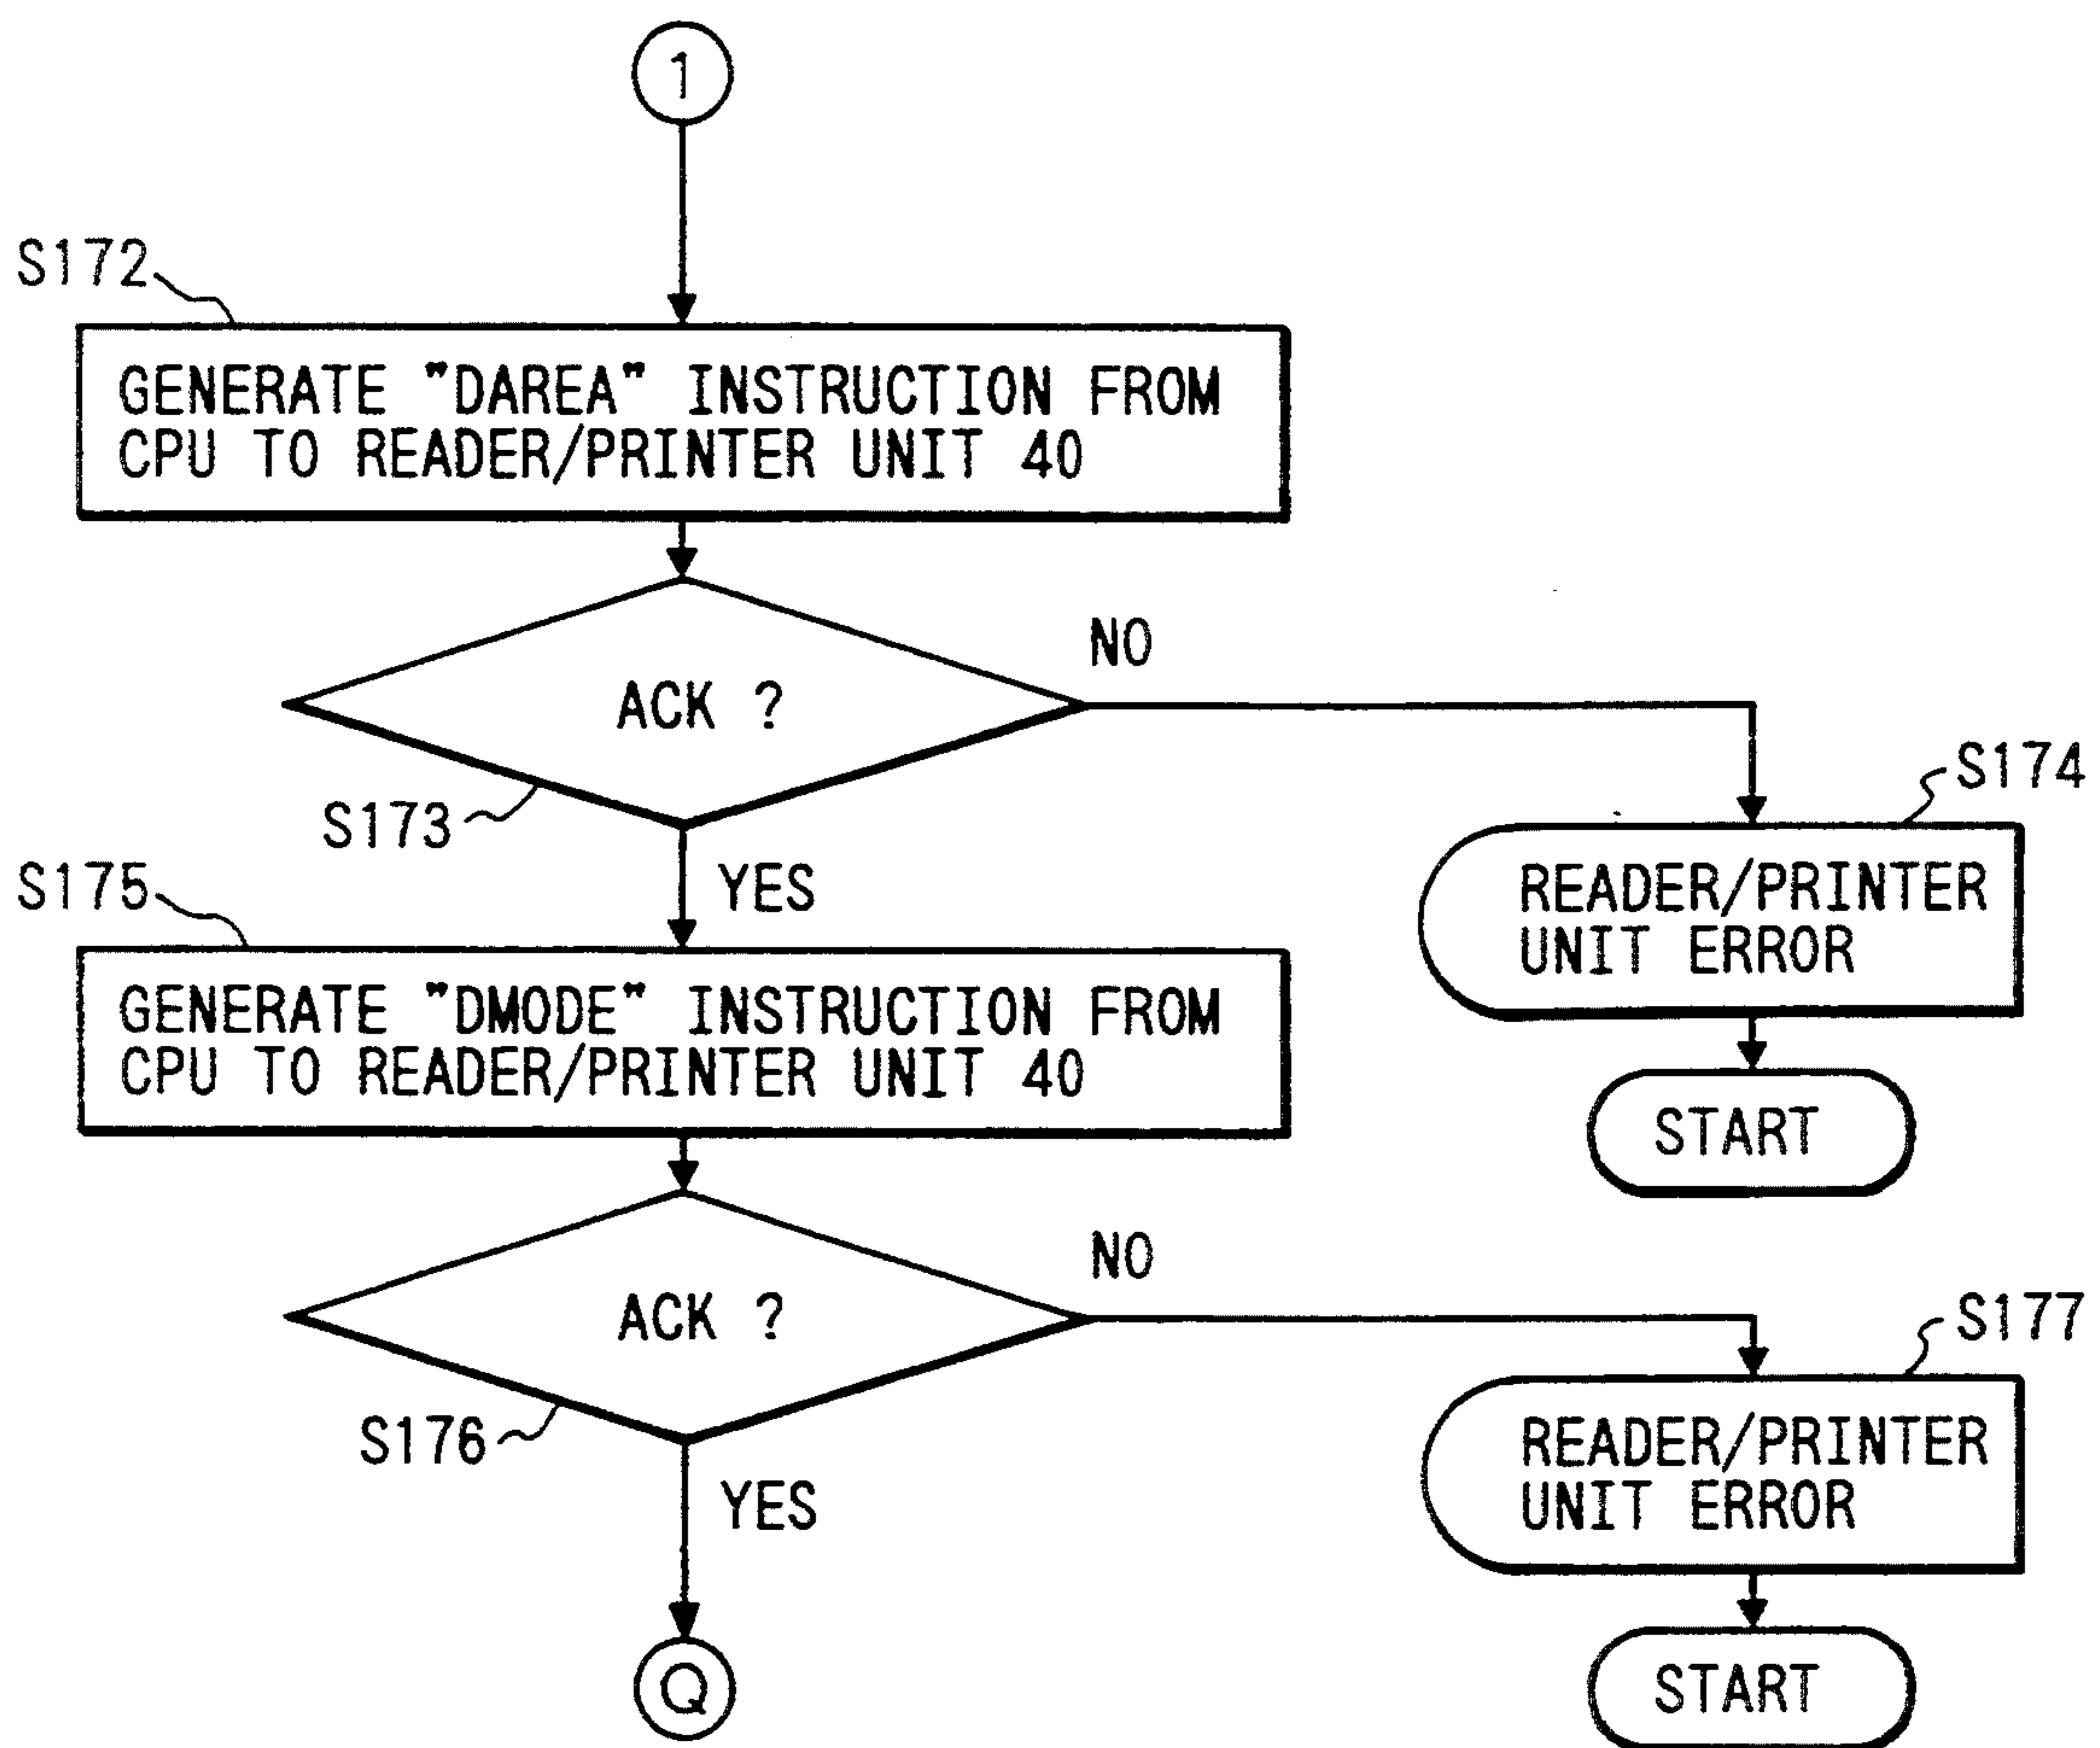 1
S172
GENERATE "DAREA" INSTRUCTION FROM
CPU TO READER/PRINTER UNIT 40
NO
ACK ?
S174
S173
YES
S175
READER/PRINTER
UNIT ERROR
GENERATE "DMODE" INSTRUCTION FROM
CPU TO READER/PRINTER UNIT 40
START
NO
ACK ?
S177
S176
YES
READER/PRINTER
UNIT ERROR
Q
START